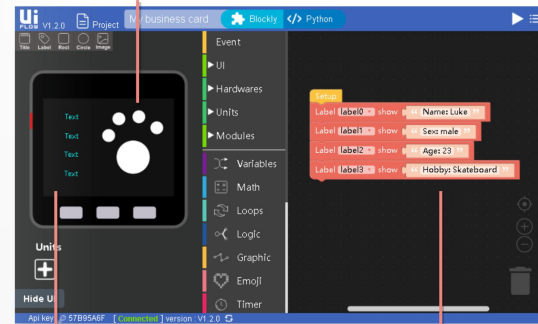 Ui
FLOW V1.2.0 Project My business card Blockly </> Python
Title Label Rect Circle Image
Text
Text
Text
Text
Units
Hide UI
Event
UI
Hardwares
Units
Modules
Variables
Math
Loops
Logic
Graphic
Emoji
Timer
Setup
Label label0 show “ Name: Luke ”
Label label1 show “ Sex: male ”
Label label2 show “ Age: 23 ”
Label label3 show “ Hobby: Skateboard ”
Api key 57B95A6F [ Connected ] version : V1.2.0